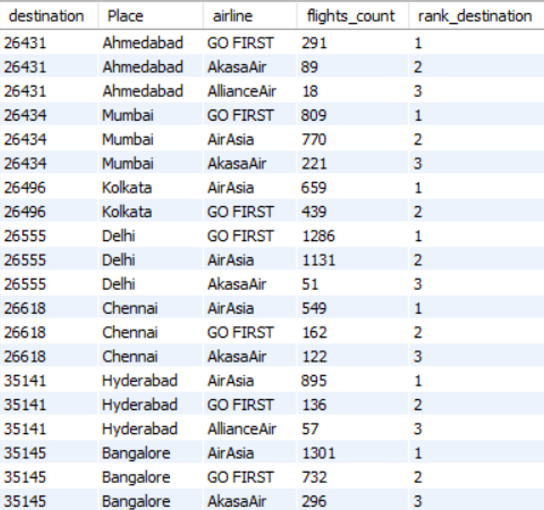 destination Place airline flights_count rank_destination
26431 Ahmedabad GO FIRST 291 1
26431 Ahmedabad AkasaAir 89 2
26431 Ahmedabad AllianceAir 18 3
26434 Mumbai GO FIRST 809 1
26434 Mumbai AirAsia 770 2
26434 Mumbai AkasaAir 221 3
26496 Kolkata AirAsia 659 1
26496 Kolkata GO FIRST 439 2
26555 Delhi GO FIRST 1286 1
26555 Delhi AirAsia 1131 2
26555 Delhi AkasaAir 51 3
26618 Chennai AirAsia 549 1
26618 Chennai GO FIRST 162 2
26618 Chennai AkasaAir 122 3
35141 Hyderabad AirAsia 895 1
35141 Hyderabad GO FIRST 136 2
35141 Hyderabad AllianceAir 57 3
35145 Bangalore AirAsia 1301 1
35145 Bangalore GO FIRST 732 2
35145 Bangalore AkasaAir 296 3